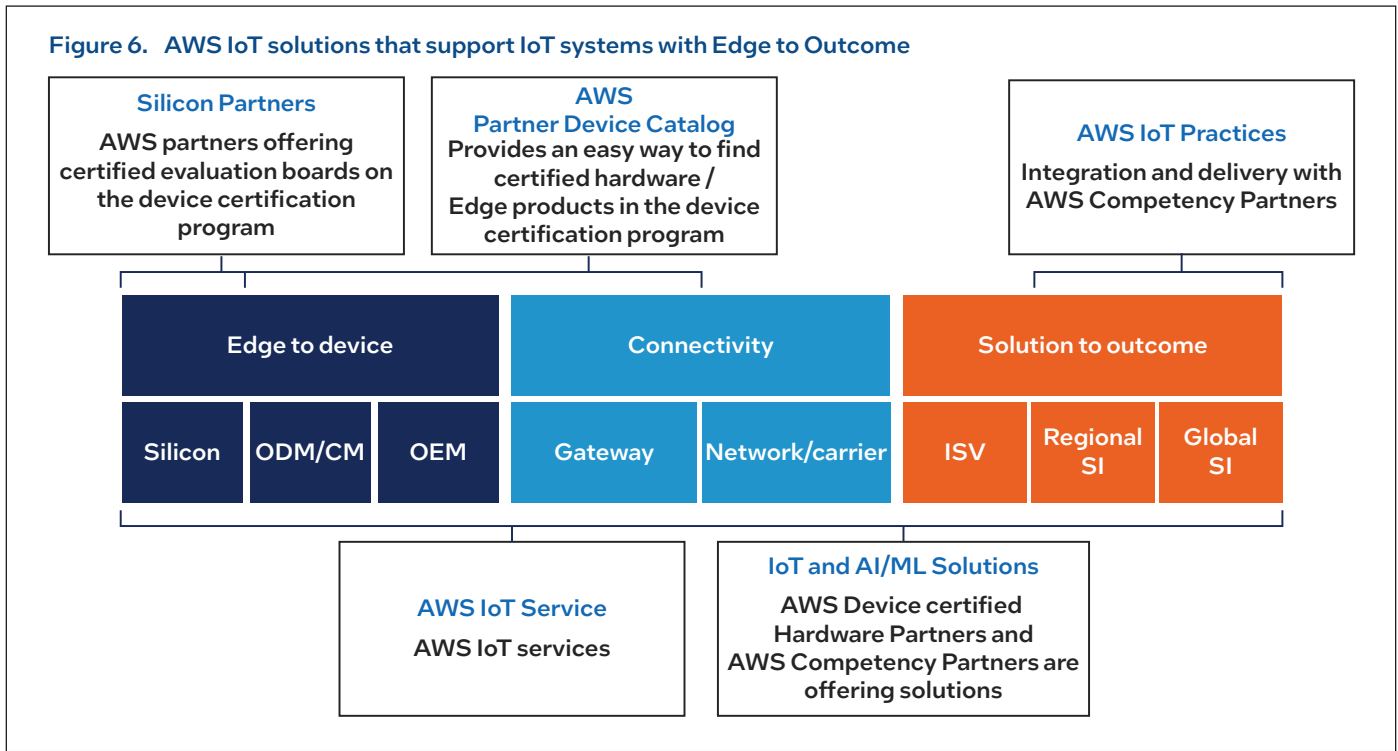 Figure 6. AWS IoT solutions that support IoT systems with Edge to Outcome
Silicon Partners
AWS partners offering
certified evaluation boards on
the device certification
program
AWS
Partner Device Catalog
Provides an easy way to find
certified hardware /
Edge products in the device
certification program
AWS IoT Practices
Integration and delivery with
AWS Competency Partners
Edge to device
Connectivity
Solution to outcome
Silicon
ODM/CM
OEM
Gateway
Network/carrier
ISV
Regional
SI
Global
SI
AWS IoT Service
AWS IoT services
IoT and AI/ML Solutions
AWS Device certified
Hardware Partners and
AWS Competency Partners are
offering solutions